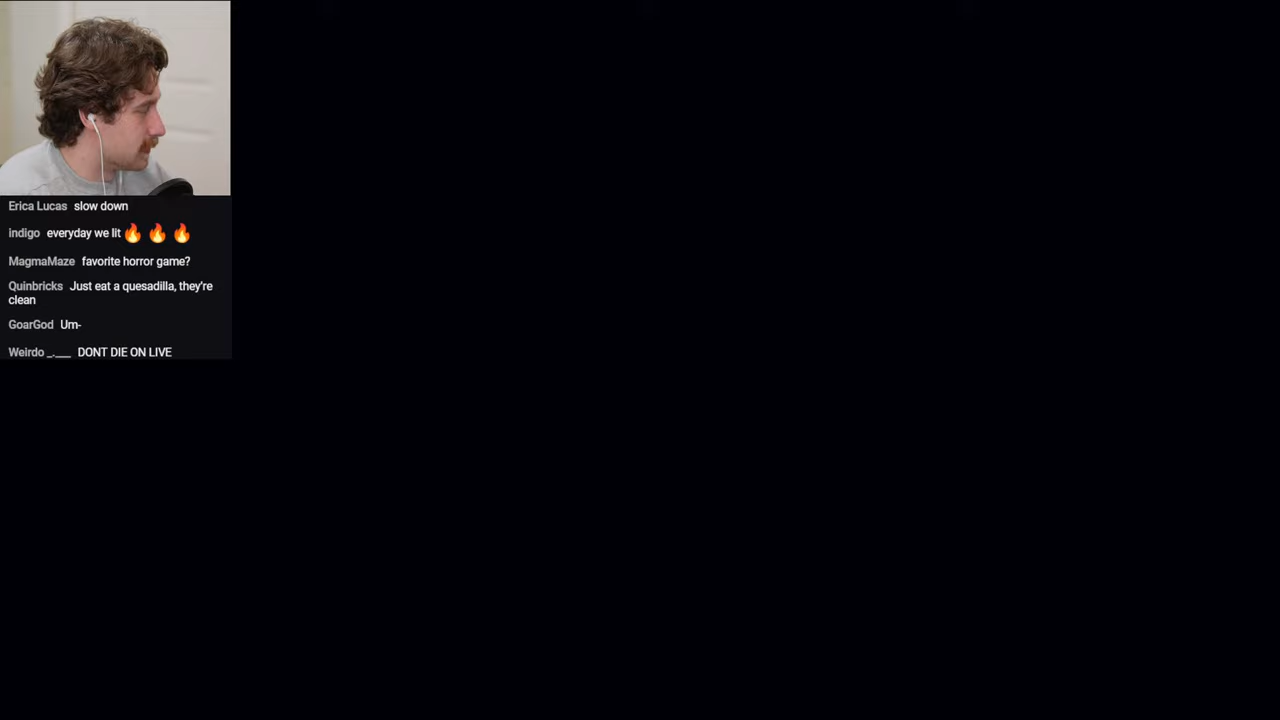 Erica Lucas slow down
indigo everyday we lit 🔥 🔥 🔥
MagmaMaze favorite horror game?
Quinbricks Just eat a quesadilla, they're
clean
GoarGod Um-
Weirdo _.___ DONT DIE ON LIVE